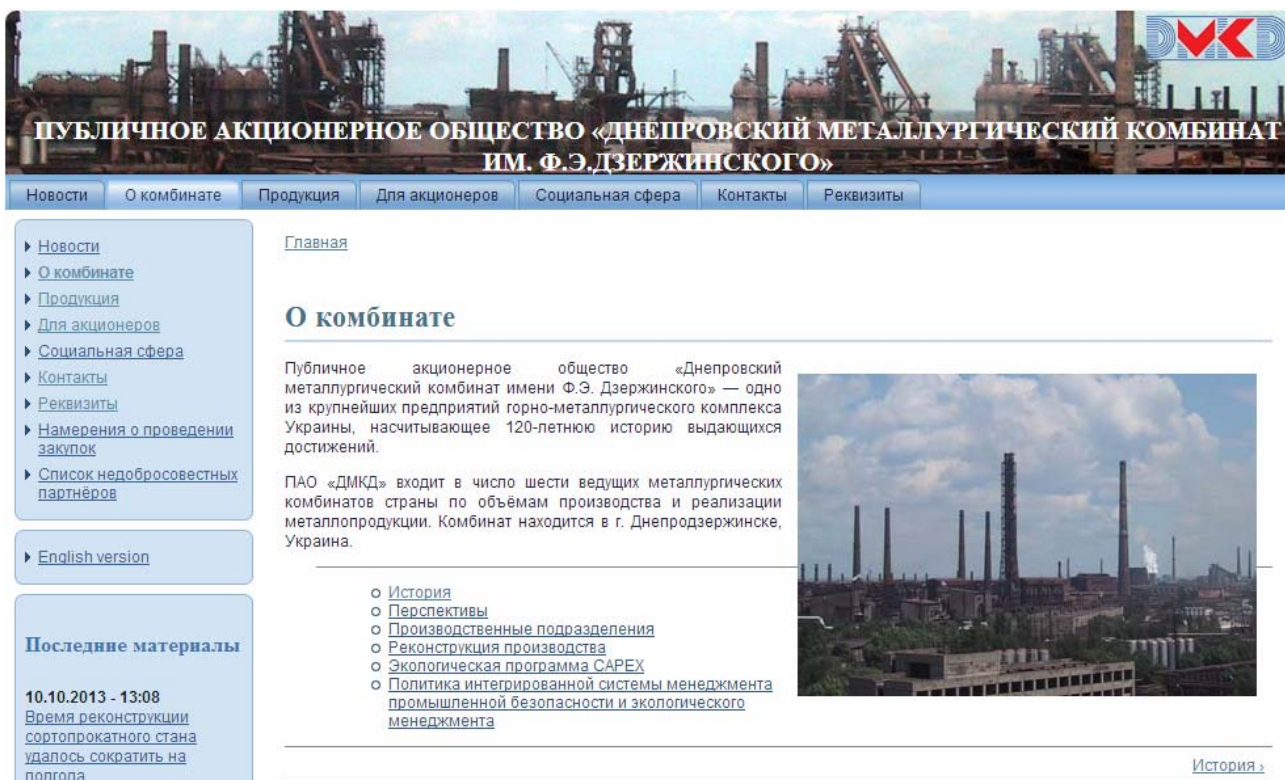 DMKD
ПУБЛИЧНОЕ АКЦИОНЕРНОЕ ОБЩЕСТВО «ДНЕПРОВСКИЙ МЕТАЛЛУРГИЧЕСКИЙ КОМБИНАТ
ИМ. Ф.Э.ДЗЕРЖИНСКОГО»
Новости О комбинате Продукция Для акционеров Социальная сфера Контакты Реквизиты
Новости
О комбинате
Продукция
Для акционеров
Социальная сфера
Контакты
Реквизиты
Намерения о проведении
закупок
Список недобросовестных
партнёров
English version
Последние материалы
10.10.2013 - 13:08
Время реконструкции
сортопрокатного стана
удалось сократить на
полгода
Главная
О комбинате
Публичное акционерное общество «Днепровский
металлургический комбинат имени Ф.Э. Дзержинского» — одно
из крупнейших предприятий горно-металлургического комплекса
Украины, насчитывающее 120-летнюю историю выдающихся
достижений.
ПАО «ДМКД» входит в число шести ведущих металлургических
комбинатов страны по объёмам производства и реализации
металлопродукции. Комбинат находится в г. Днепродзержинске,
Украина.
История
Перспективы
Производственные подразделения
Реконструкция производства
Экологическая программа CAPEX
Политика интегрированной системы менеджмента
промышленной безопасности и экологического
менеджмента
История ›